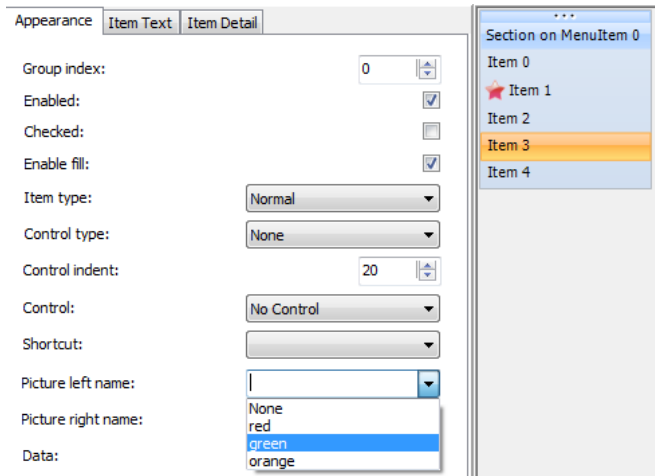 Appearance
Item Text
Item Detail
Group index:
0
Enabled:
Checked:
Enable fill:
Item type:
Normal
Control type:
None
Control indent:
20
Control:
No Control
Shortcut:
Picture left name:
None
red
green
orange
Picture right name:
Data:
Section on MenuItem 0
Item 0
Item 1
Item 2
Item 3
Item 4